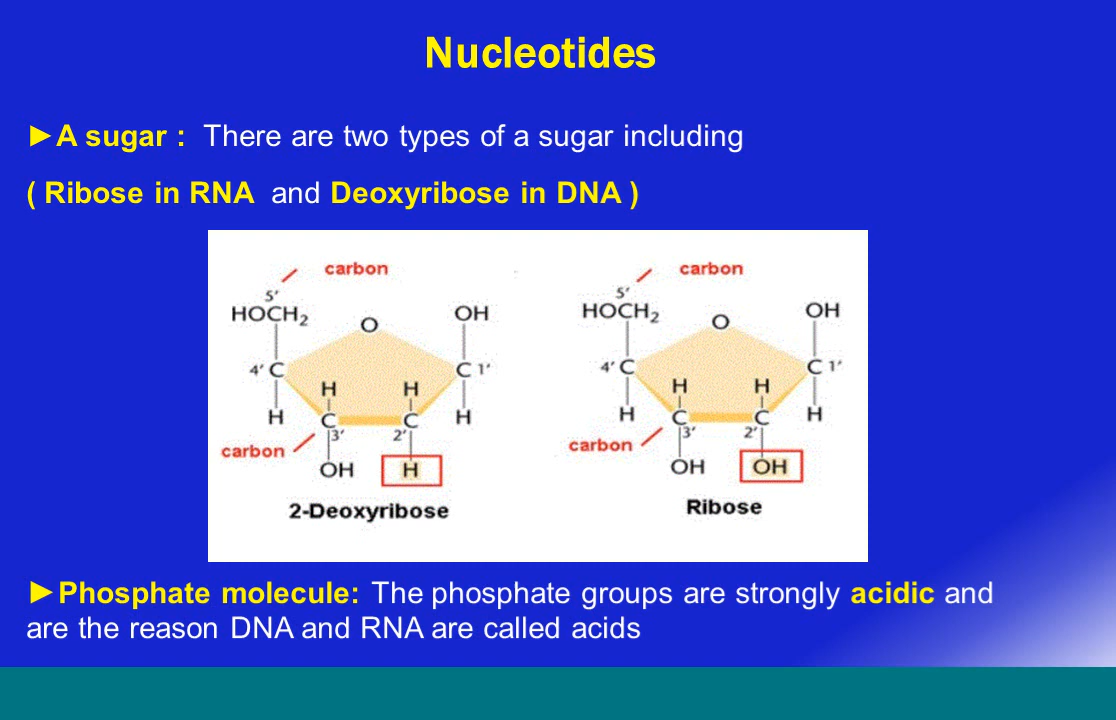 Nucleotides
►A sugar : There are two types of a sugar including
( Ribose in RNA and Deoxyribose in DNA )
carbon carbon
5′ 5′
HOCH₂ O OH HOCH₂ O OH
4′ C C 1′ 4′ C C 1′
H H H H
H C C H H C C H
3′ 2′ 3′ 2′
carbon carbon
OH H OH OH
2-Deoxyribose Ribose
►Phosphate molecule: The phosphate groups are strongly acidic and
are the reason DNA and RNA are called acids